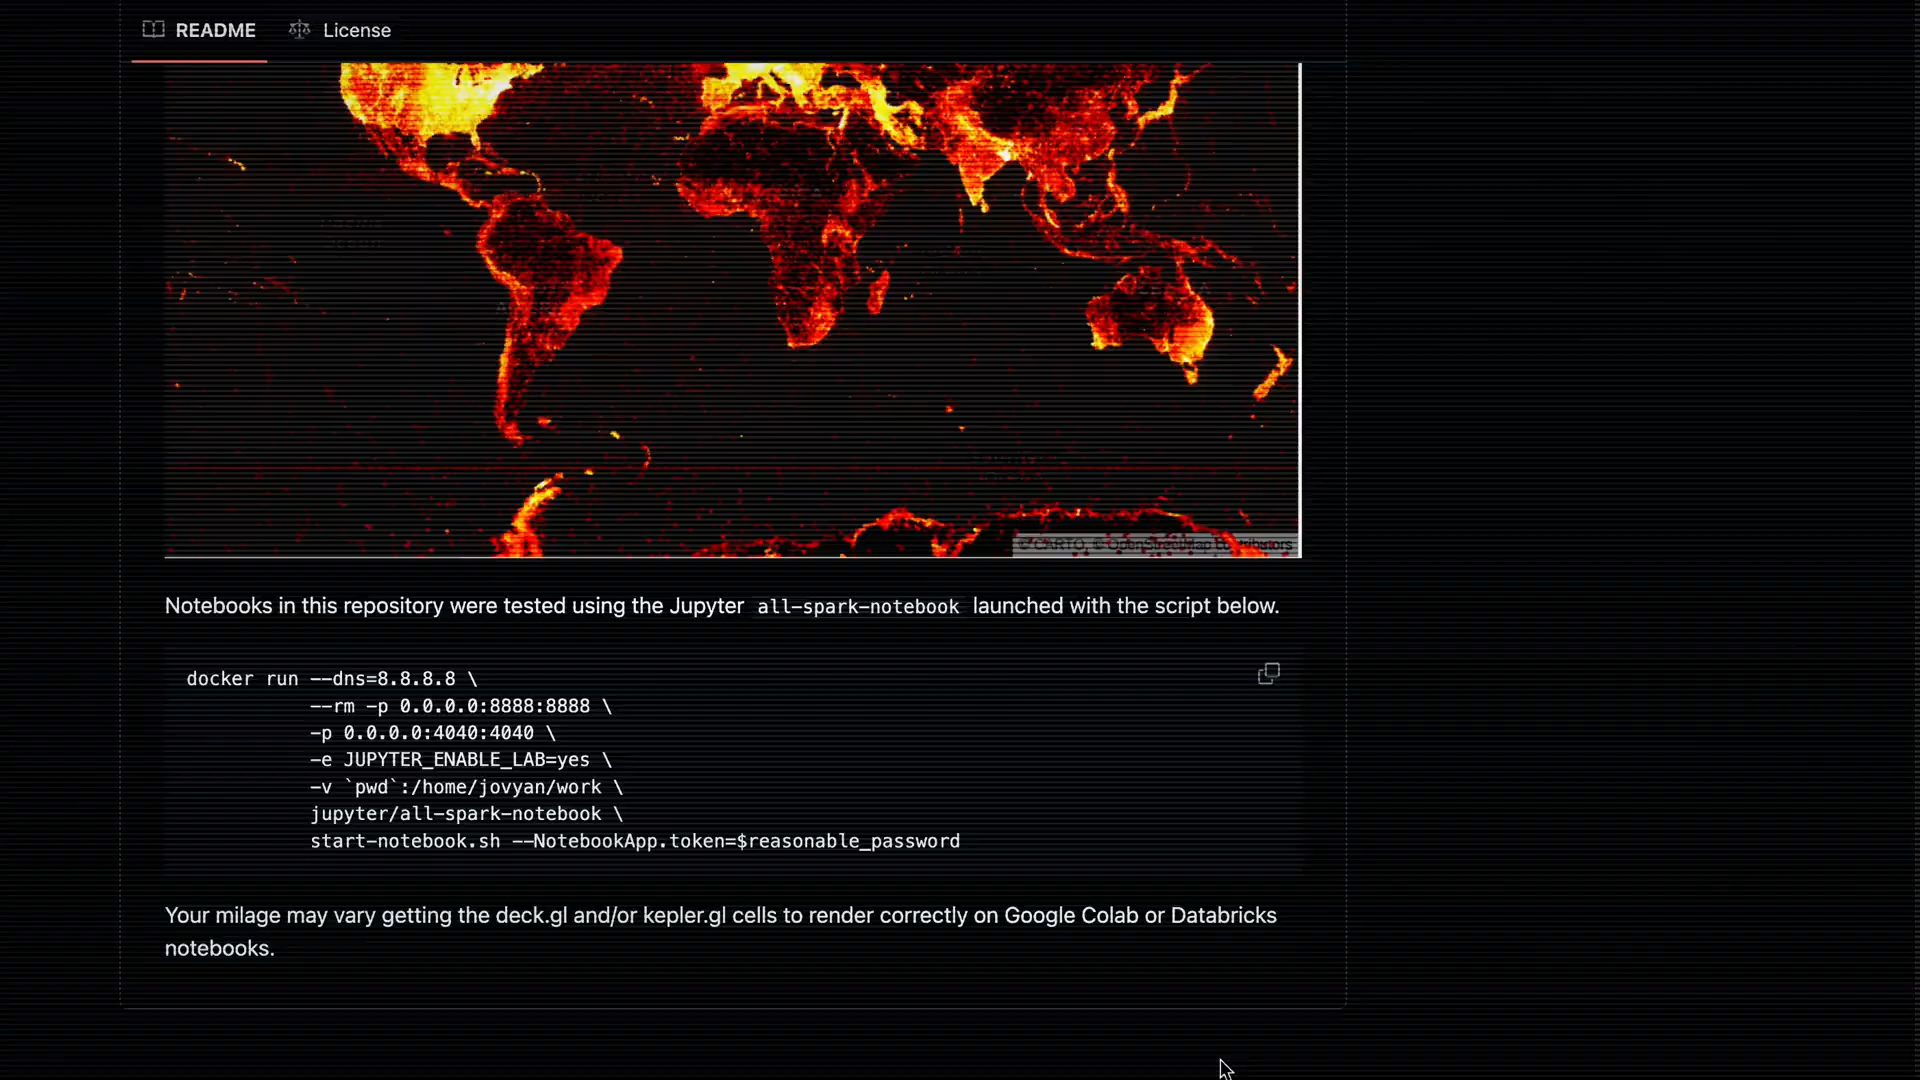 README License
© CARTO, © OpenStreetMap contributors
Notebooks in this repository were tested using the Jupyter all-spark-notebook launched with the script below.
docker run --dns=8.8.8.8 \
--rm -p 0.0.0.0:8888:8888 \
-p 0.0.0.0:4040:4040 \
-e JUPYTER_ENABLE_LAB=yes \
-v `pwd`:/home/jovyan/work \
jupyter/all-spark-notebook \
start-notebook.sh --NotebookApp.token=$reasonable_password
Your milage may vary getting the deck.gl and/or kepler.gl cells to render correctly on Google Colab or Databricks
notebooks.